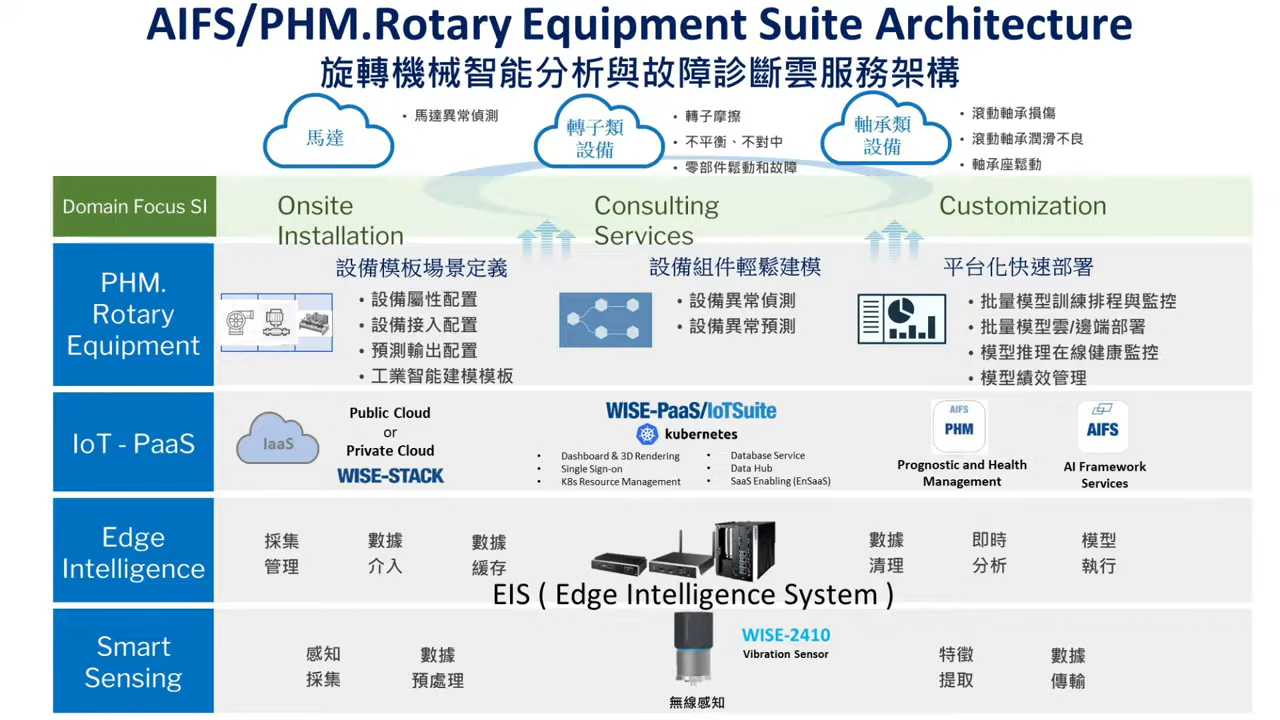 AIFS/PHM.Rotary Equipment Suite Architecture
旋轉機械智能分析與故障診斷雲服務架構
馬達
• 馬達異常偵測
轉子類
設備
• 轉子摩擦
• 不平衡、不對中
• 零部件鬆動和故障
軸承類
設備
• 滾動軸承損傷
• 滾動軸承潤滑不良
• 軸承座鬆動
Domain Focus SI
Onsite
Installation
Consulting
Services
Customization
PHM.
Rotary
Equipment
設備模板場景定義
• 設備屬性配置
• 設備接入配置
• 預測輸出配置
• 工業智能建模模板
設備組件輕鬆建模
• 設備異常偵測
• 設備異常預測
平台化快速部署
• 批量模型訓練排程與監控
• 批量模型雲/邊端部署
• 模型推理在線健康監控
• 模型績效管理
IoT - PaaS
IaaS
Public Cloud
or
Private Cloud
WISE-STACK
WISE-PaaS/IoTSuite
kubernetes
• Dashboard & 3D Rendering
• Single Sign-on
• K8s Resource Management
• Database Service
• Data Hub
• SaaS Enabling (EnSaaS)
AIFS
PHM
Prognostic and Health
Management
AIFS
AI Framework
Services
Edge
Intelligence
採集
管理
數據
介入
數據
緩存
EIS ( Edge Intelligence System )
數據
清理
即時
分析
模型
執行
Smart
Sensing
感知
採集
數據
預處理
WISE-2410
Vibration Sensor
無線感知
特徵
提取
數據
傳輸